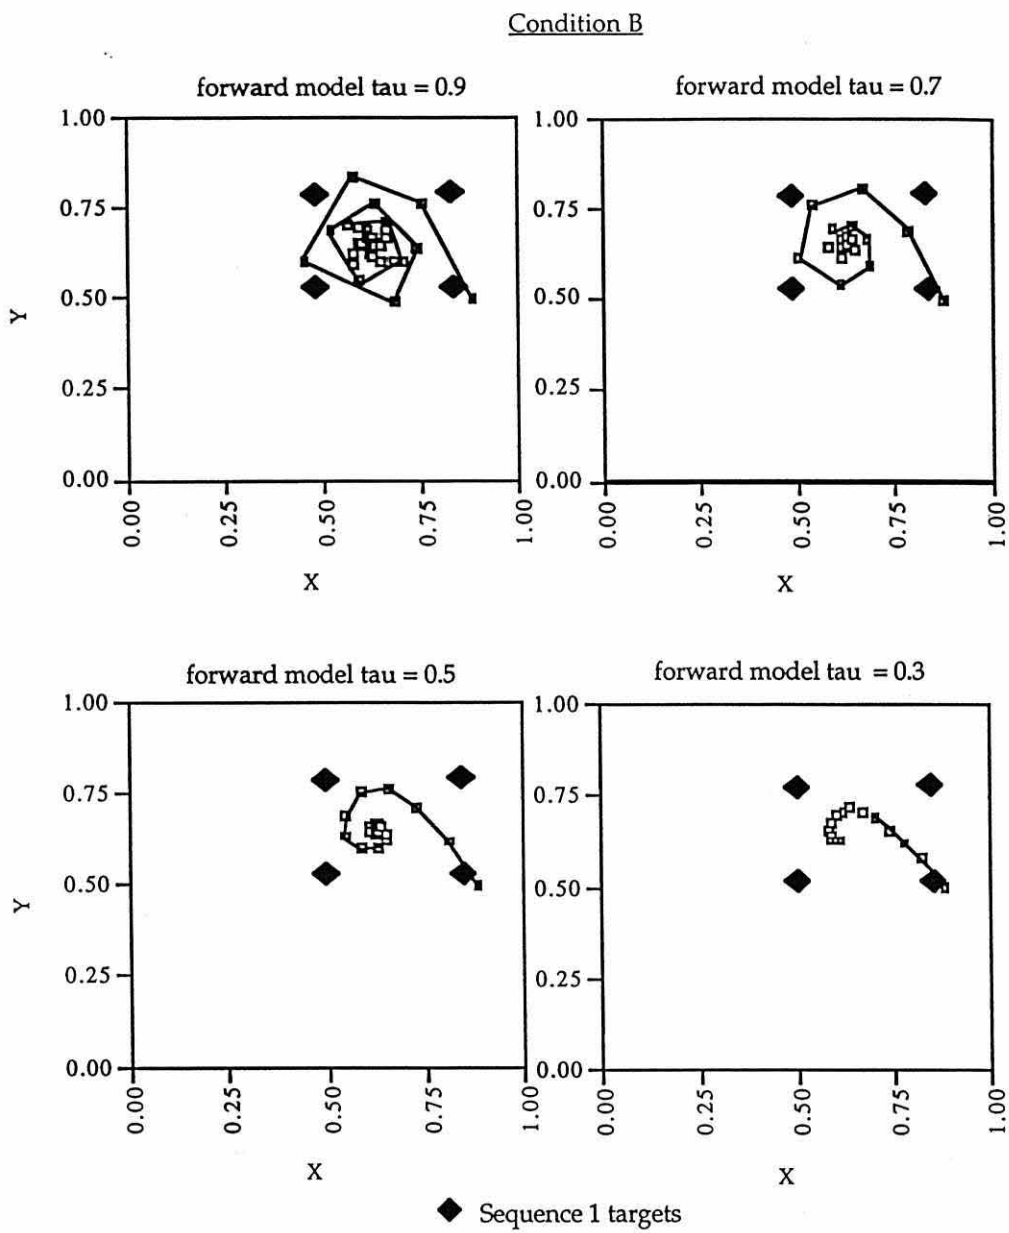 Condition B
forward model tau = 0.9
forward model tau = 0.7
1.00
0.75
0.50
0.25
0.00
Y
0.00 0.25 0.50 0.75 1.00
X
1.00
0.75
0.50
0.25
0.00
0.00 0.25 0.50 0.75 1.00
X
forward model tau = 0.5
forward model tau = 0.3
1.00
0.75
0.50
0.25
0.00
Y
0.00 0.25 0.50 0.75 1.00
X
1.00
0.75
0.50
0.25
0.00
0.00 0.25 0.50 0.75 1.00
X
Sequence 1 targets